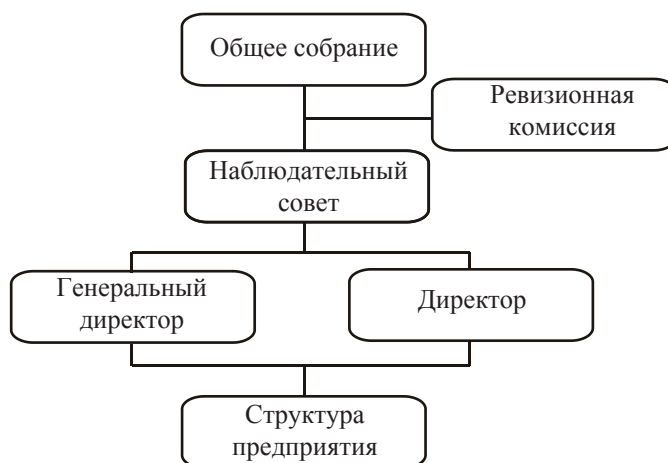 Общее собрание
Ревизионная
комиссия
Наблюдательный
совет
Генеральный
директор
Директор
Структура
предприятия